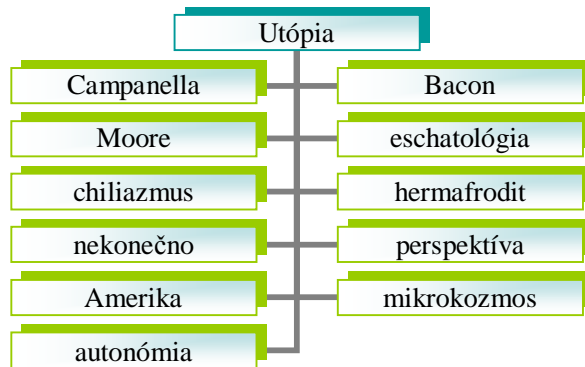 Utópia
Campanella
Bacon
Moore
eschatológia
chiliazmus
hermafrodit
nekonečno
perspektíva
Amerika
mikrokozmos
autonómia